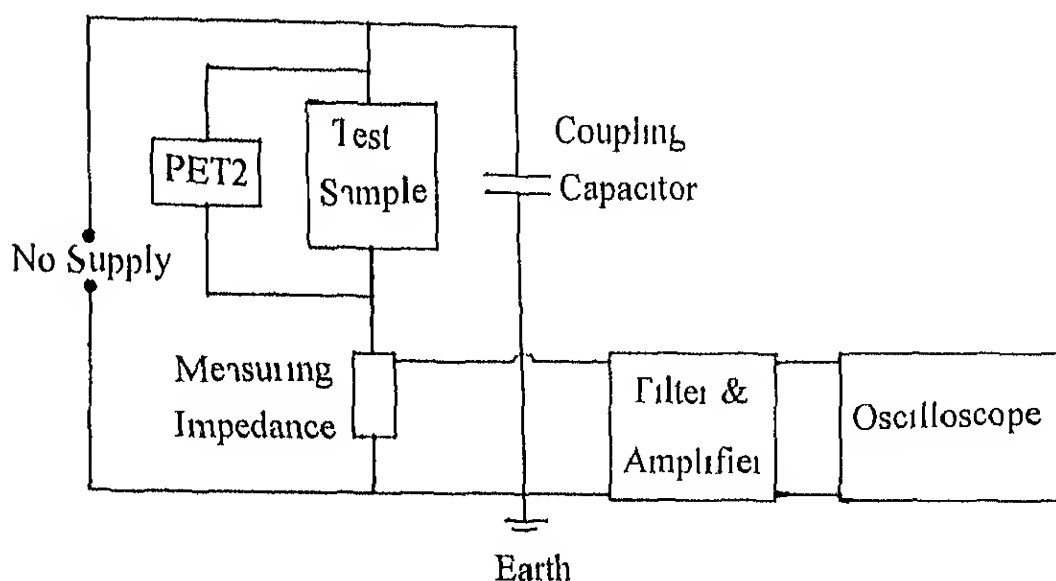 Test
Sample
Coupling
Capacitor
PET2
No Supply
Measuring
Impedance
Filter &
Amplifier
Oscilloscope
Earth